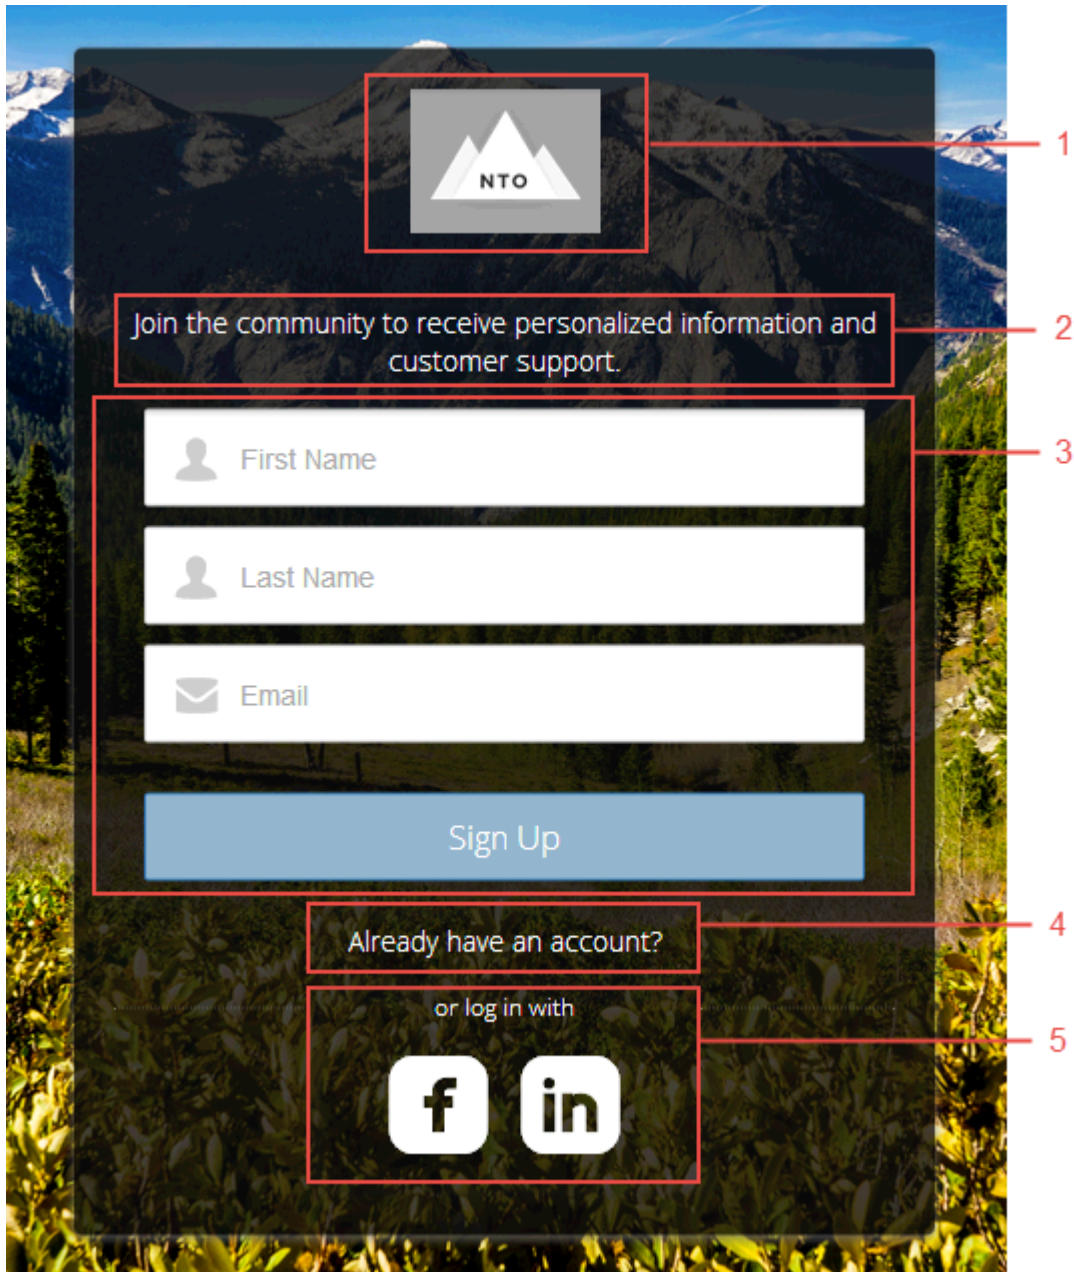 NTO
1
Join the community to receive personalized information and
customer support.
2
3
First Name
Last Name
Email
Sign Up
Already have an account?
4
or log in with
5
f in